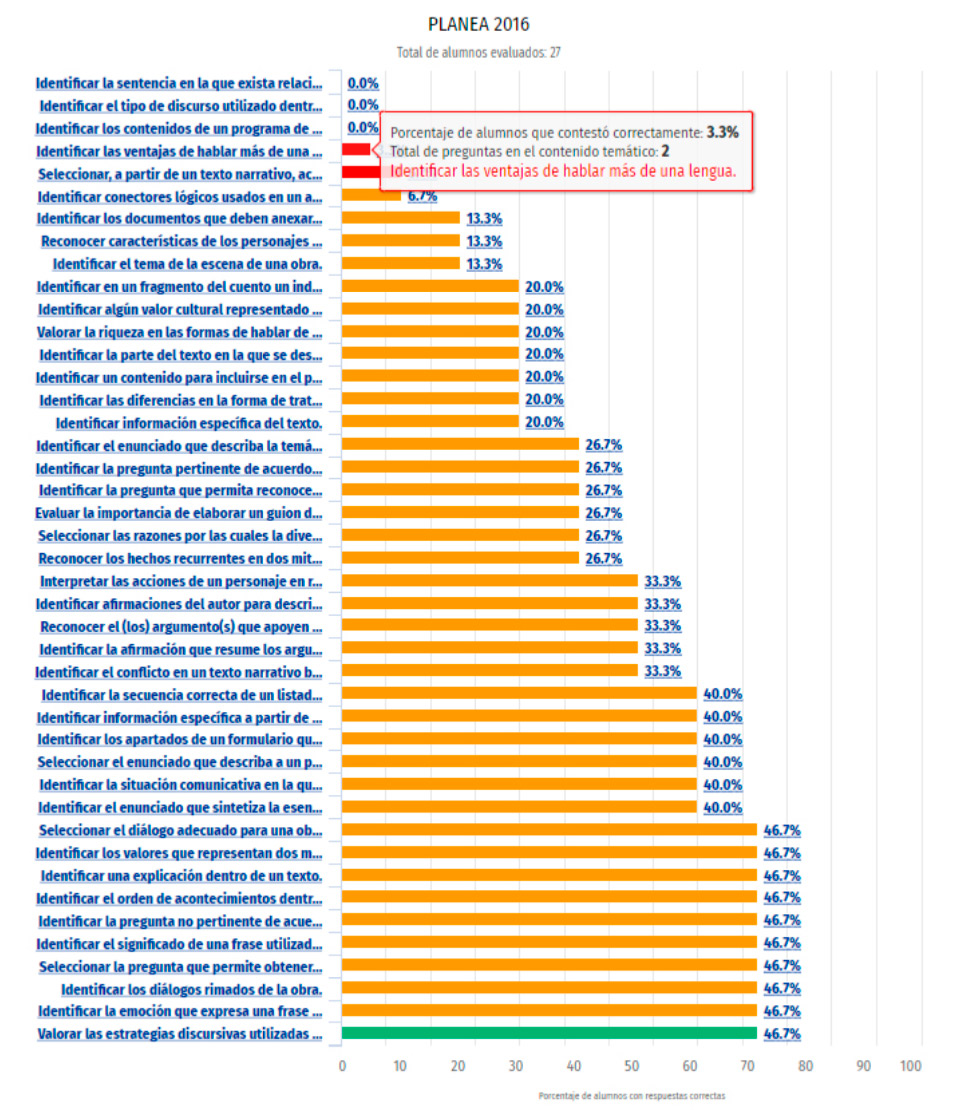 PLANEA 2016
Total de alumnos evaluados: 27
Identificar la sentencia en la que exista relaci... 0.0%
Identificar el tipo de discurso utilizado dentr... 0.0%
Identificar los contenidos de un programa de ... 0.0%
Porcentaje de alumnos que contestó correctamente: 3.3%
Identificar las ventajas de hablar más de una ...
Total de preguntas en el contenido temático: 2
Seleccionar, a partir de un texto narrativo, ac...
Identificar las ventajas de hablar más de una lengua.
Identificar conectores lógicos usados en un a... 6.7%
Identificar los documentos que deben anexar... 13.3%
Reconocer características de los personajes ... 13.3%
Identificar el tema de la escena de una obra. 13.3%
Identificar en un fragmento del cuento un ind... 20.0%
Identificar algún valor cultural representado ... 20.0%
Valorar la riqueza en las formas de hablar de ... 20.0%
Identificar la parte del texto en la que se des... 20.0%
Identificar un contenido para incluirse en el p... 20.0%
Identificar las diferencias en la forma de trat... 20.0%
Identificar información específica del texto. 20.0%
Identificar el enunciado que describa la temá... 26.7%
Identificar la pregunta pertinente de acuerdo... 26.7%
Identificar la pregunta que permita reconoce... 26.7%
Evaluar la importancia de elaborar un guion d... 26.7%
Seleccionar las razones por las cuales la dive... 26.7%
Reconocer los hechos recurrentes en dos mit... 26.7%
Interpretar las acciones de un personaje en r... 33.3%
Identificar afirmaciones del autor para descri... 33.3%
Reconocer el (los) argumento(s) que apoyen ... 33.3%
Identificar la afirmación que resume los argu... 33.3%
Identificar el conflicto en un texto narrativo b... 33.3%
Identificar la secuencia correcta de un listad... 40.0%
Identificar información específica a partir de ... 40.0%
Identificar los apartados de un formulario qu... 40.0%
Seleccionar el enunciado que describa a un p... 40.0%
Identificar la situación comunicativa en la qu... 40.0%
Identificar el enunciado que sintetiza la esen... 40.0%
Seleccionar el diálogo adecuado para una ob... 46.7%
Identificar los valores que representan dos m... 46.7%
Identificar una explicación dentro de un texto. 46.7%
Identificar el orden de acontecimientos dentr... 46.7%
Identificar la pregunta no pertinente de acue... 46.7%
Identificar el significado de una frase utilizad... 46.7%
Seleccionar la pregunta que permite obtener... 46.7%
Identificar los diálogos rimados de la obra. 46.7%
Identificar la emoción que expresa una frase ... 46.7%
Valorar las estrategias discursivas utilizadas ... 46.7%
0 10 20 30 40 50 60 70 80 90 100
Porcentaje de alumnos con respuestas correctas